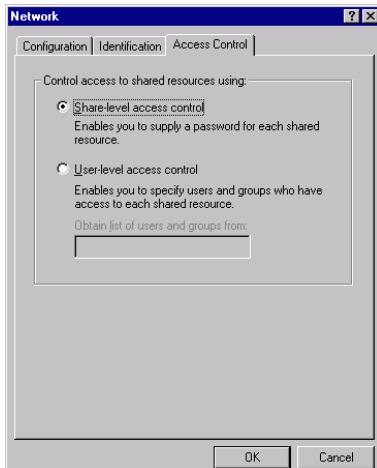 Network
Configuration Identification Access Control
Control access to shared resources using:
Share-level access control
Enables you to supply a password for each shared
resource.
User-level access control
Enables you to specify users and groups who have
access to each shared resource.
Obtain list of users and groups from:
OK Cancel